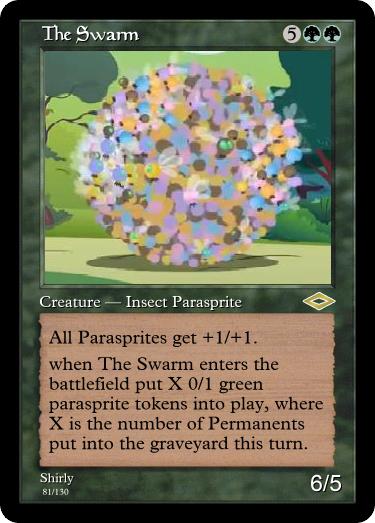 The Swarm 5
Creature — Insect Parasprite
All Parasprites get +1/+1.
when The Swarm enters the
battlefield put X 0/1 green
parasprite tokens into play, where
X is the number of Permanents
put into the graveyard this turn.
Shirly
81/130
6/5